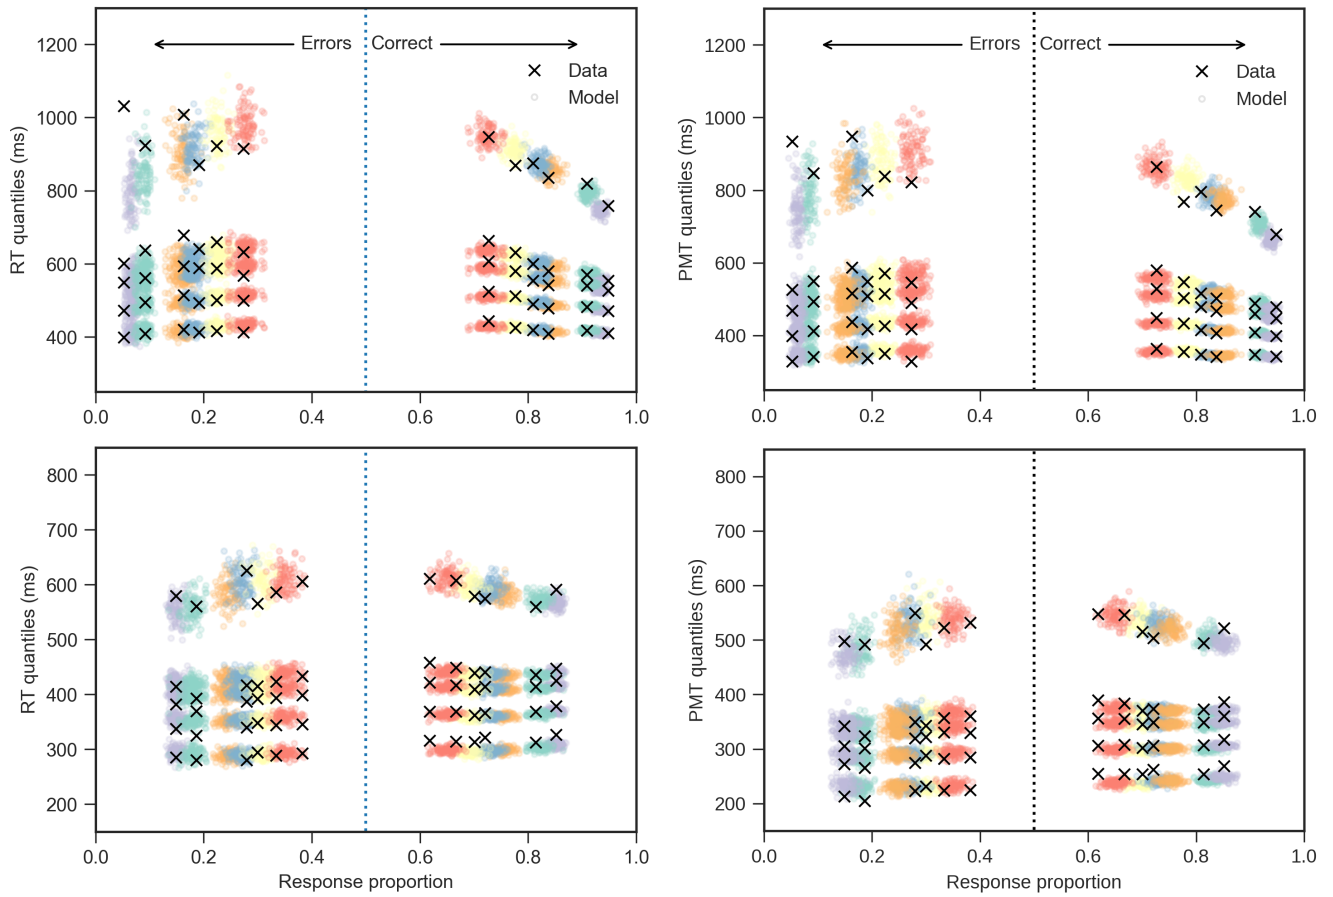 1200
1000
800
600
400
RT quantiles (ms)
Errors
Correct
Data
Model
0.0 0.2 0.4 0.6 0.8 1.0
1200
1000
800
600
400
PMT quantiles (ms)
Errors
Correct
Data
Model
0.0 0.2 0.4 0.6 0.8 1.0
800
700
600
500
400
300
200
RT quantiles (ms)
0.0 0.2 0.4 0.6 0.8 1.0
Response proportion
800
700
600
500
400
300
200
PMT quantiles (ms)
0.0 0.2 0.4 0.6 0.8 1.0
Response proportion